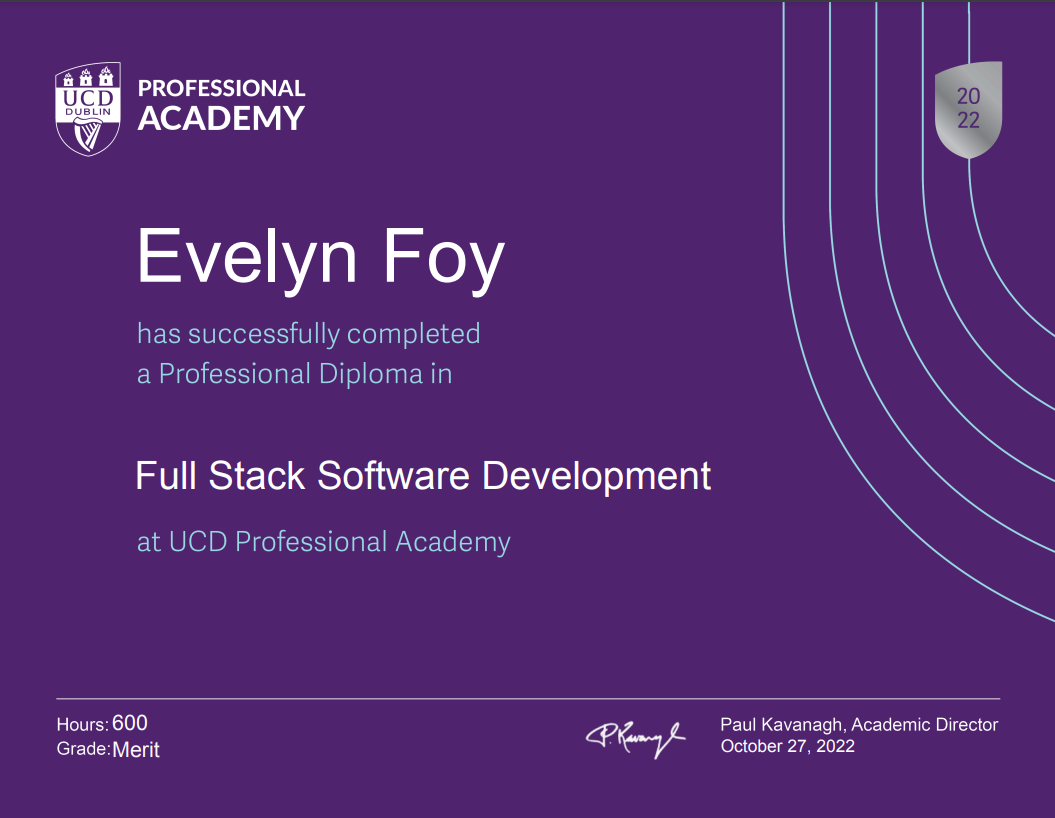 UCD
DUBLIN
PROFESSIONAL
ACADEMY
20
22
Evelyn Foy
has successfully completed
a Professional Diploma in
Full Stack Software Development
at UCD Professional Academy
Hours: 600
Grade: Merit
P. Kavanagh
Paul Kavanagh, Academic Director
October 27, 2022